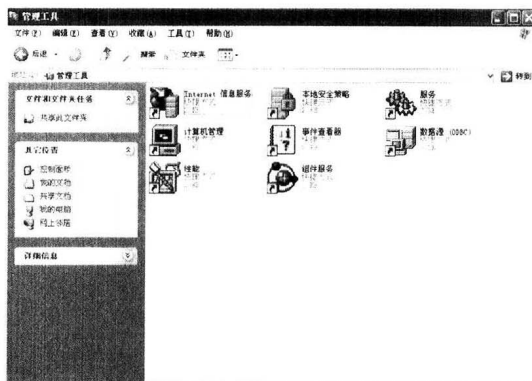 管理工具
文件(F) 编辑(E) 查看(V) 收藏(A) 工具(T) 帮助(H)
后退 搜索 文件夹
管理工具 转到
文件和文件夹任务
共享此文件夹
其它位置
控制面板
我的文档
共享文档
我的电脑
网上邻居
详细信息
Internet 信息服务
本地安全策略
服务
计算机管理
事件查看器
数据源 (ODBC)
性能
组件服务